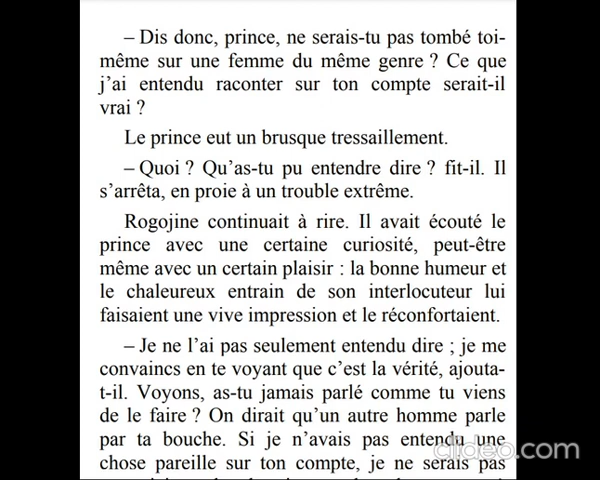 – Dis donc, prince, ne serais-tu pas tombé toi-
même sur une femme du même genre ? Ce que
j’ai entendu raconter sur ton compte serait-il
vrai ?
Le prince eut un brusque tressaillement.
– Quoi ? Qu’as-tu pu entendre dire ? fit-il. Il
s’arrêta, en proie à un trouble extrême.
Rogojine continuait à rire. Il avait écouté le
prince avec une certaine curiosité, peut-être
même avec un certain plaisir : la bonne humeur et
le chaleureux entrain de son interlocuteur lui
faisaient une vive impression et le réconfortaient.
– Je ne l’ai pas seulement entendu dire ; je me
convaincs en te voyant que c’est la vérité, ajouta-
t-il. Voyons, as-tu jamais parlé comme tu viens
de le faire ? On dirait qu’un autre homme parle
par ta bouche. Si je n’avais pas entendu une
chose pareille sur ton compte, je ne serais pas
clideo.com